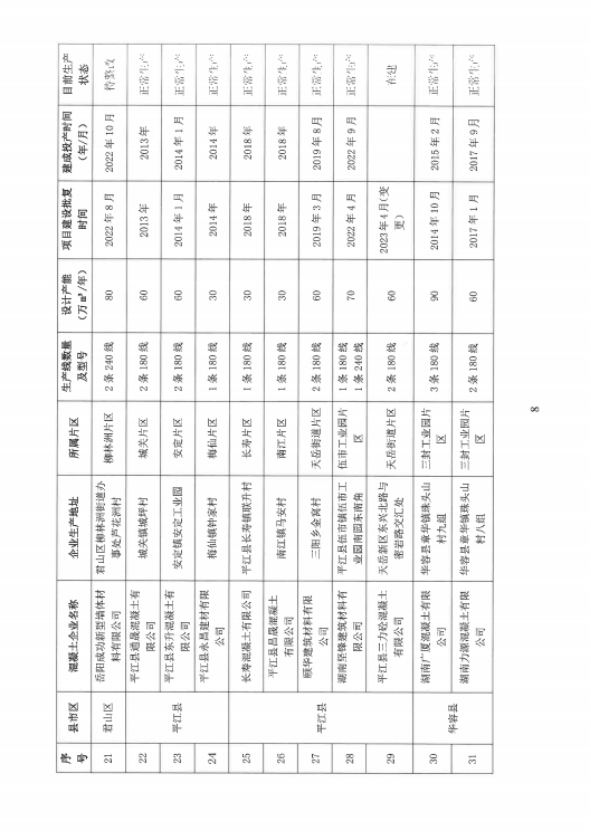 序号 县市区 混凝土企业名称 企业生产地址 所属片区 生产线数量及型号 设计产能（万m³/年） 项目建设批复时间 建成投产时间（年/月） 目前生产状态
21 君山区 岳阳成功新型墙体材料有限公司 君山区柳林洲街道办事处芦花洲村 柳林洲片区 2条240线 80 2022年8月 2022年10月 待整改
22 平江县 平江县通晟混凝土有限公司 城关镇城坪村 城关片区 2条180线 60 2013年 2013年 正常生产
23 平江县东升混凝土有限公司 安定镇安定工业园 安定片区 2条180线 60 2014年1月 2014年1月 正常生产
24 平江县永昌建材有限公司 梅仙镇钟家村 梅仙片区 1条180线 30 2014年 2014年 正常生产
25 平江县 长寿混凝土有限公司 平江县长寿镇联升村 长寿片区 1条180线 30 2018年 2018年 正常生产
26 平江县昌晟混凝土有限公司 南江镇马安村 南江片区 1条180线 30 2018年 2018年 正常生产
27 颐华建筑材料有限公司 三阳乡金窝村 天岳街道片区 2条180线 60 2019年3月 2019年8月 正常生产
28 湖南坚锋建筑材料有限公司 平江县伍市镇伍市工业园南园东南角 伍市工业园片区 1条180线 1条240线 70 2022年4月 2022年9月 正常生产
29 平江县三力砼混凝土有限公司 天岳新区东兴北路与密岩路交汇处 天岳街道片区 2条180线 60 2023年4月(变更) 在建
30 华容县 湖南广厦混凝土有限公司 华容县章华镇珠头山村九组 三封工业园片区 3条180线 90 2014年10月 2015年2月 正常生产
31 湖南力源混凝土有限公司 华容县章华镇珠头山村八组 三封工业园片区 2条180线 60 2017年1月 2017年9月 正常生产
8